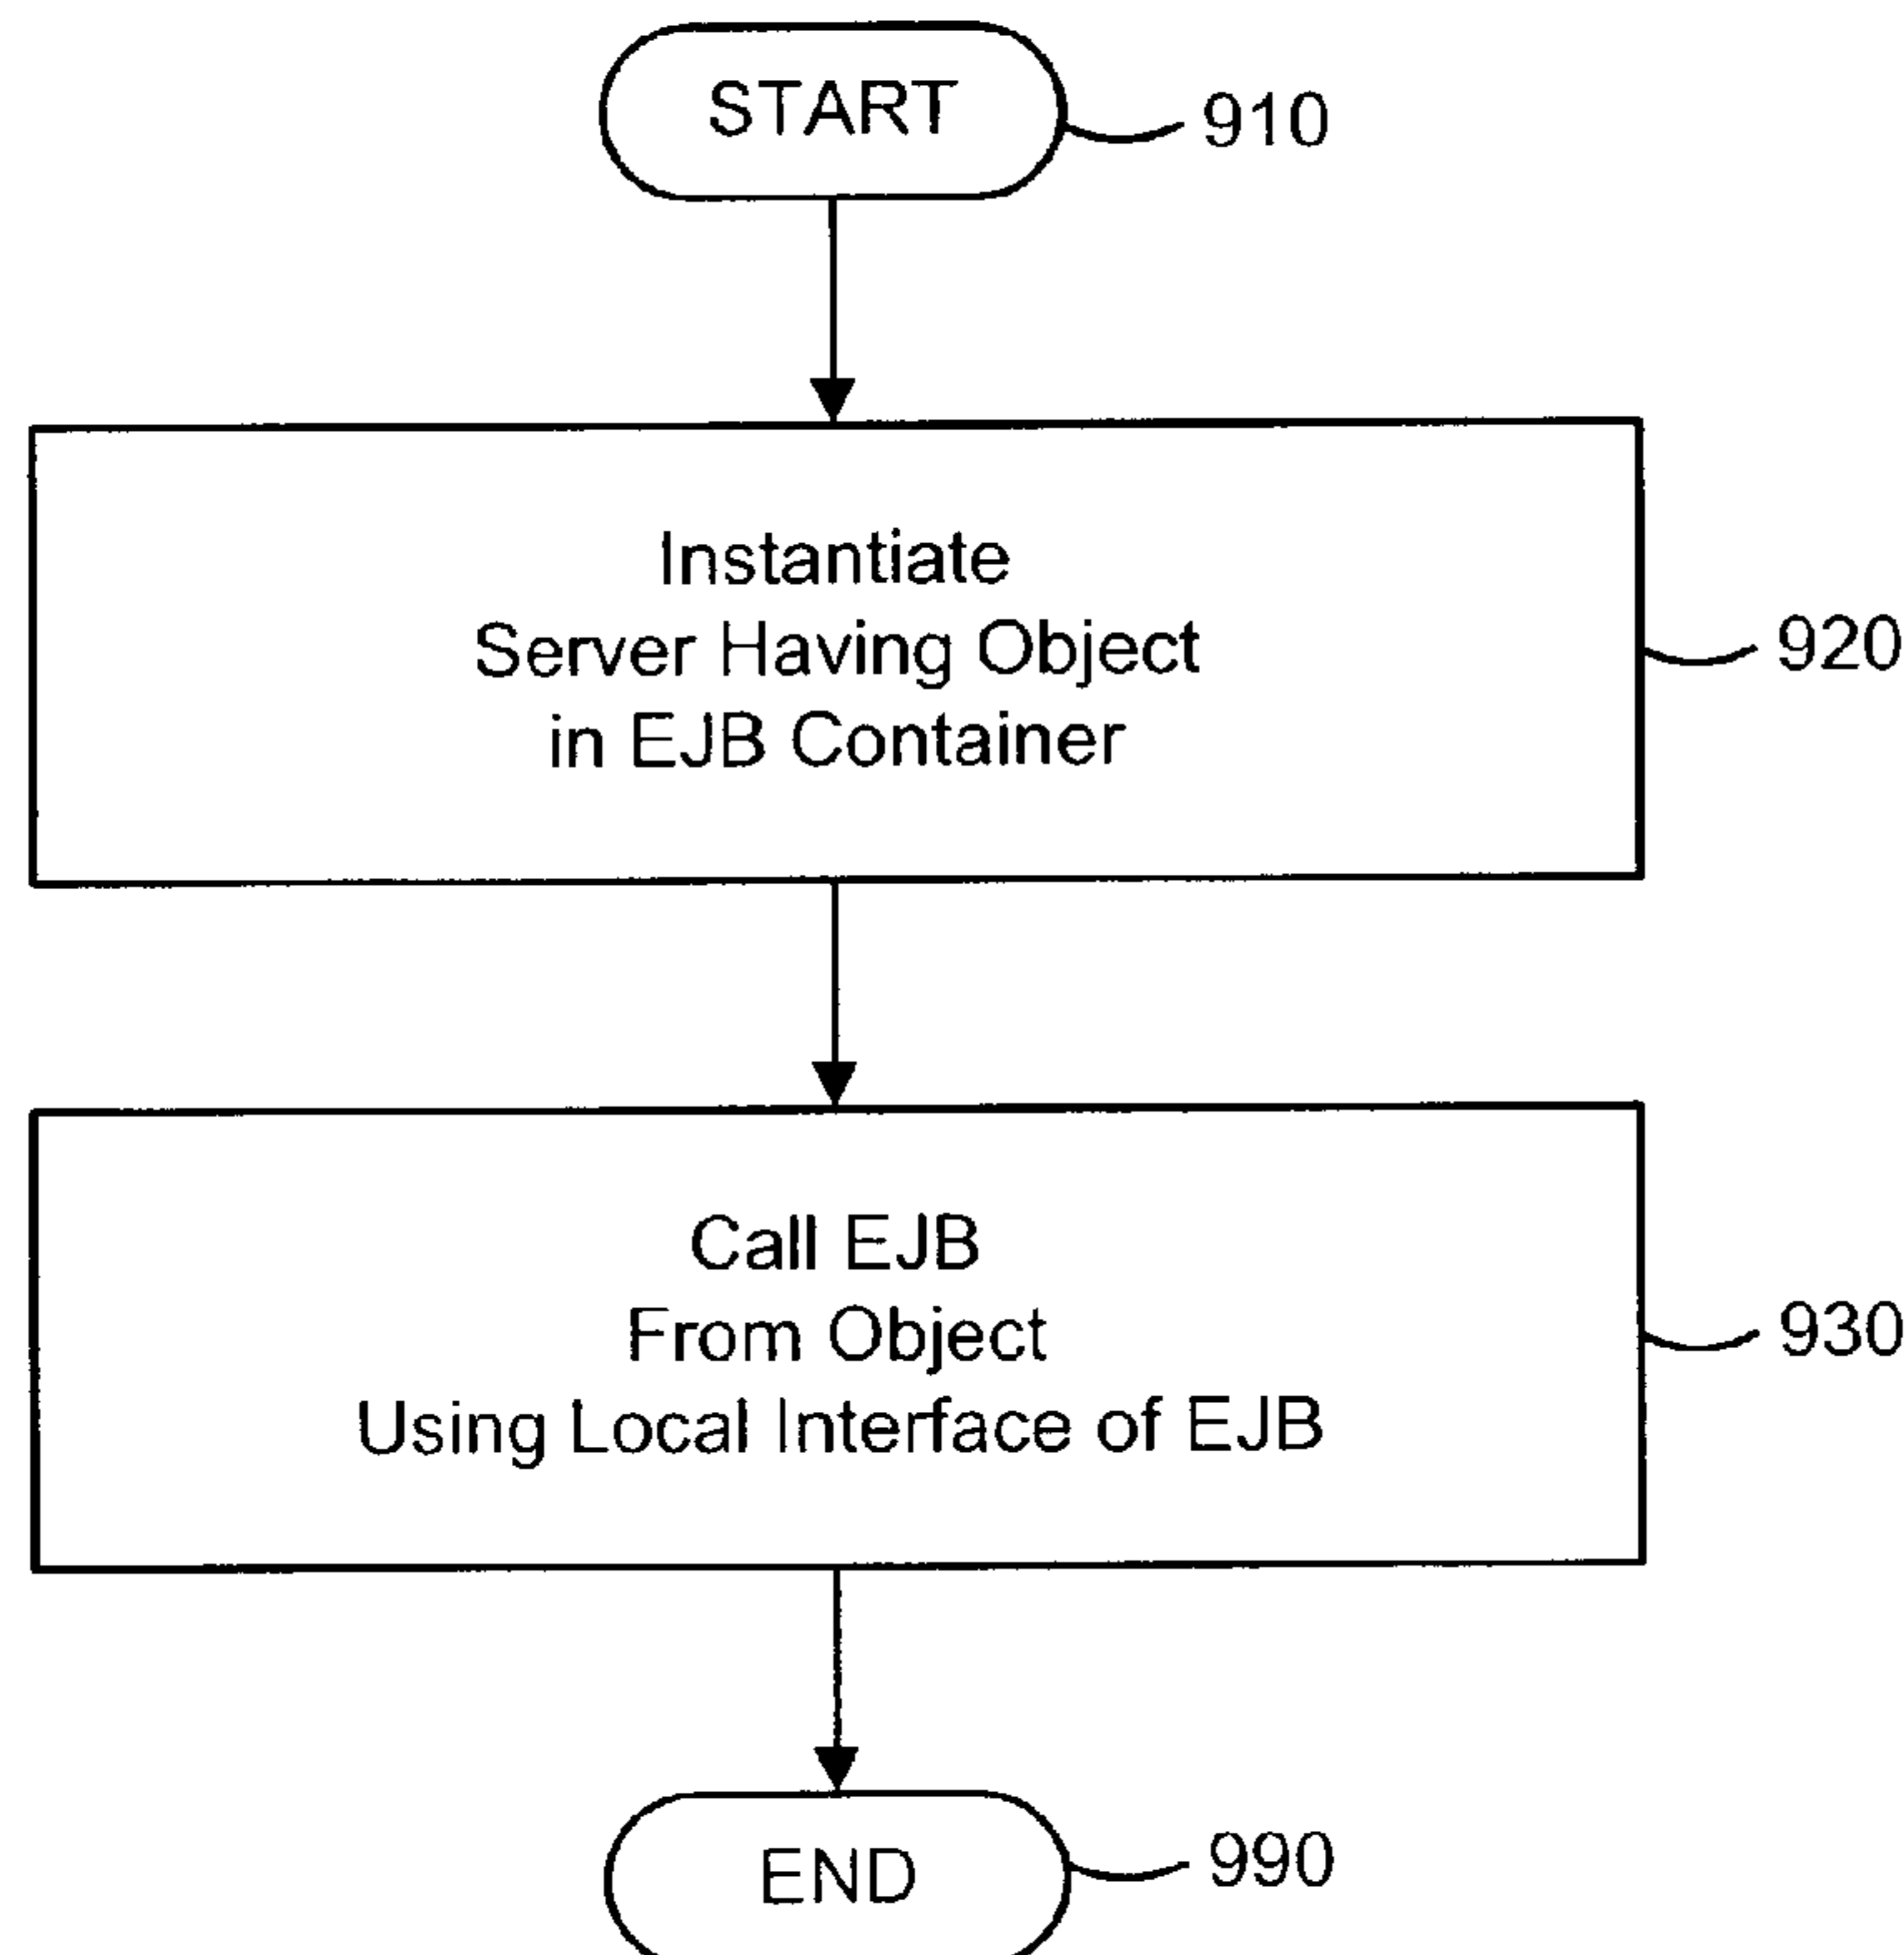 START
910
Instantiate
Server Having Object
in EJB Container
920
Call EJB
From Object
Using Local Interface of EJB
930
END
990